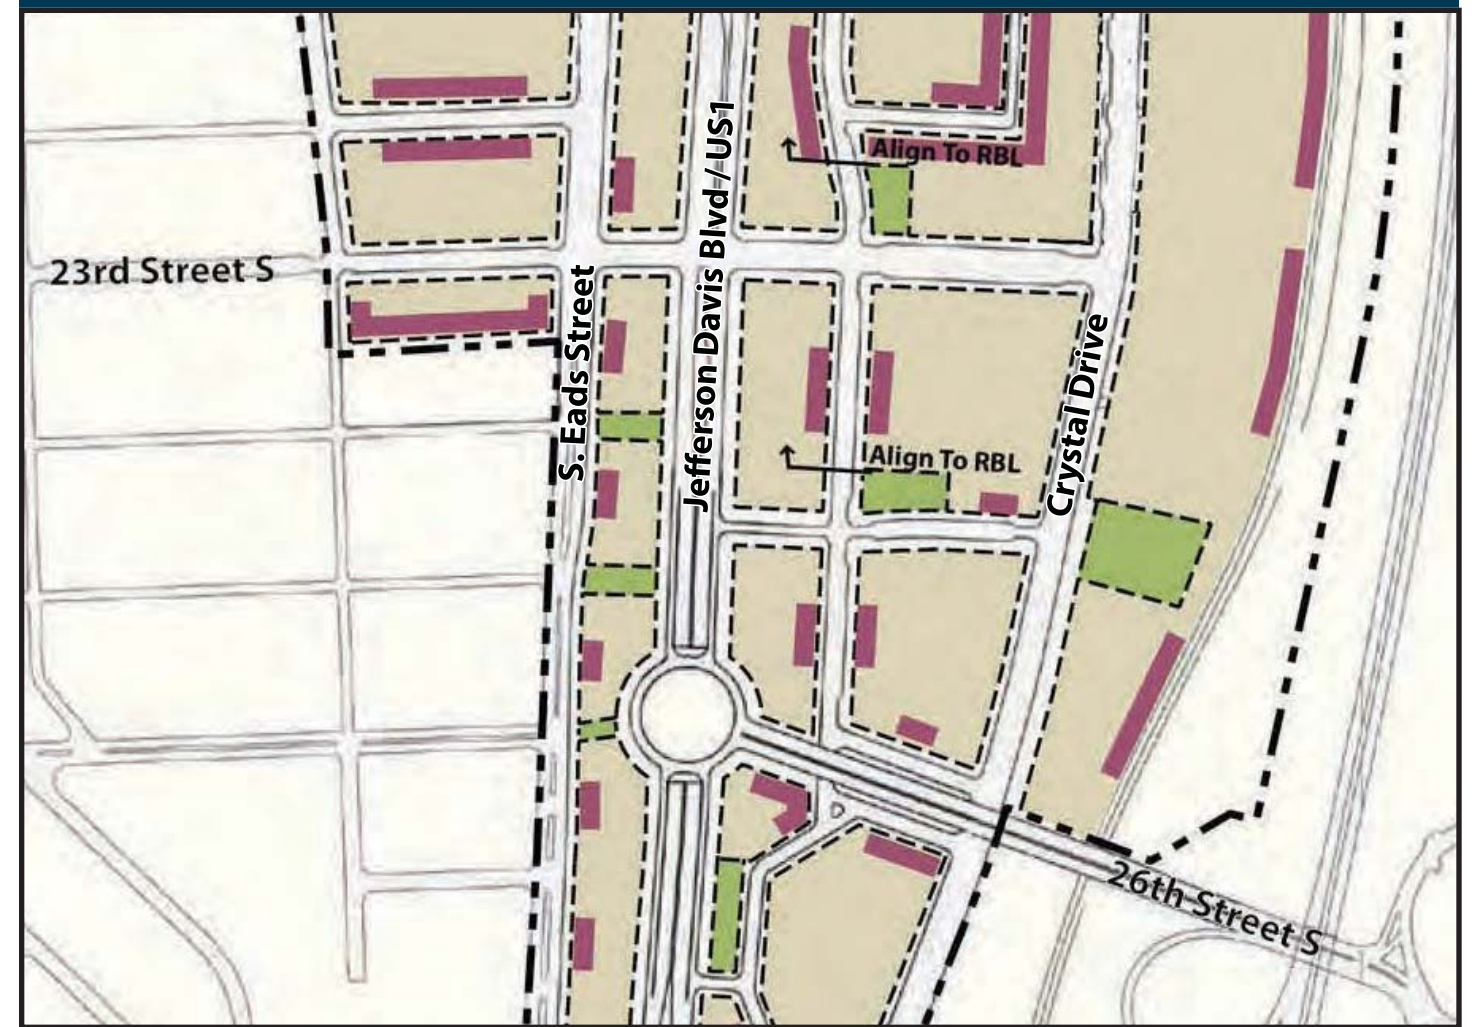 Align To RBL
23rd Street S
S. Eads Street
Jefferson Davis Blvd / US1
Crystal Drive
Align To RBL
26th Street S